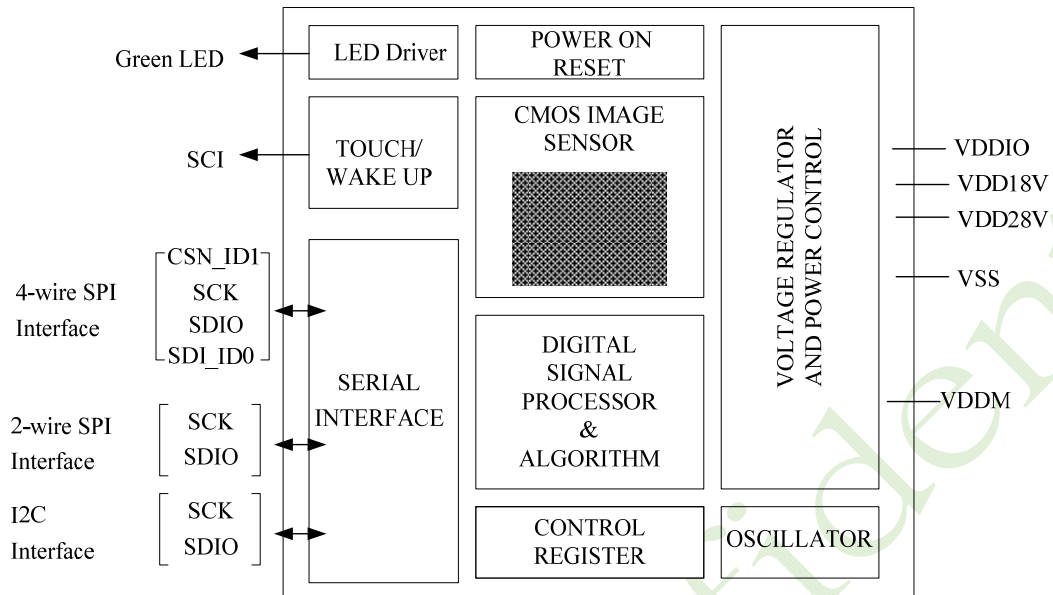 Green LED
LED Driver
POWER ON
RESET
SCI
TOUCH/
WAKE UP
CMOS IMAGE
SENSOR
VOLTAGE REGULATOR
AND POWER CONTROL
VDDIO
VDD18V
VDD28V
VSS
VDDM
4-wire SPI
Interface
CSN_ID1
SCK
SDIO
SDI_ID0
2-wire SPI
Interface
SCK
SDIO
I2C
Interface
SCK
SDIO
SERIAL
INTERFACE
DIGITAL
SIGNAL
PROCESSOR
&
ALGORITHM
CONTROL
REGISTER
OSCILLATOR